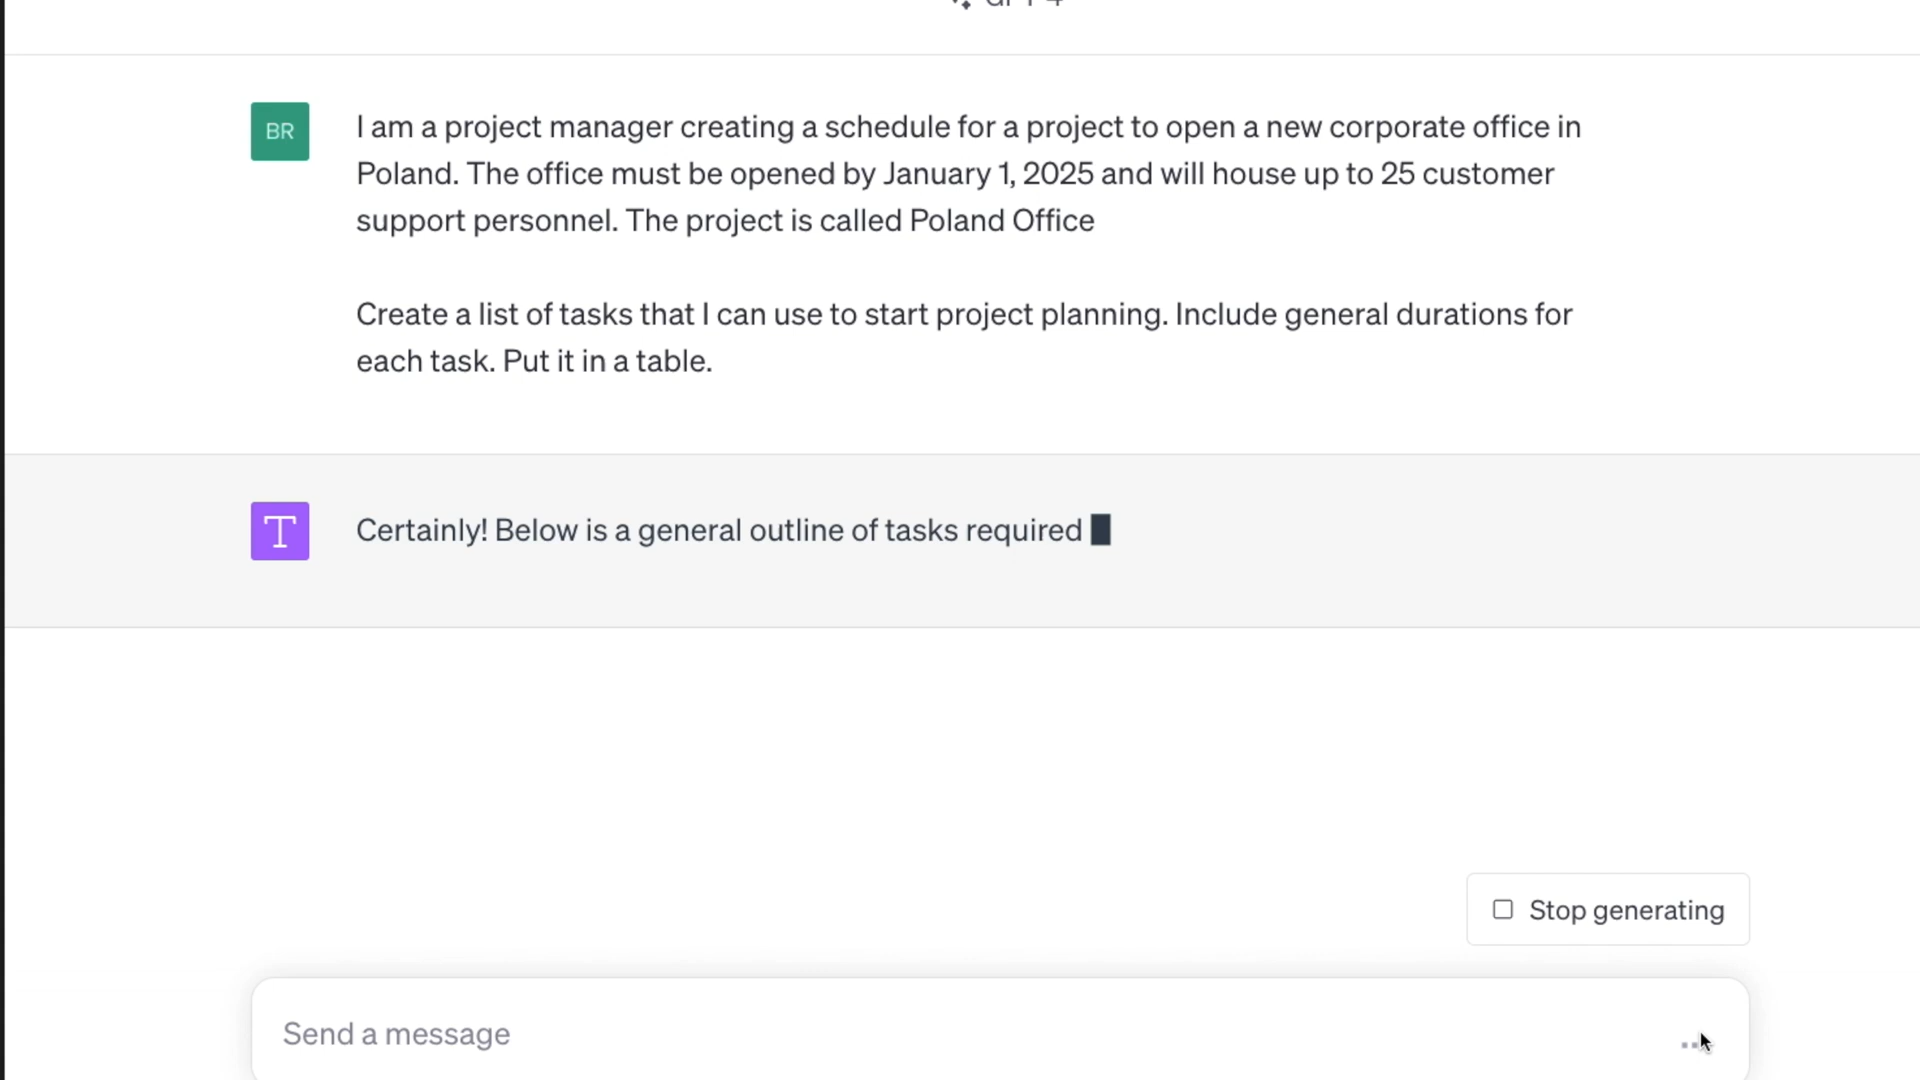 GPT-4
BR
I am a project manager creating a schedule for a project to open a new corporate office in
Poland. The office must be opened by January 1, 2025 and will house up to 25 customer
support personnel. The project is called Poland Office
Create a list of tasks that I can use to start project planning. Include general durations for
each task. Put it in a table.
T
Certainly! Below is a general outline of tasks required
Stop generating
Send a message